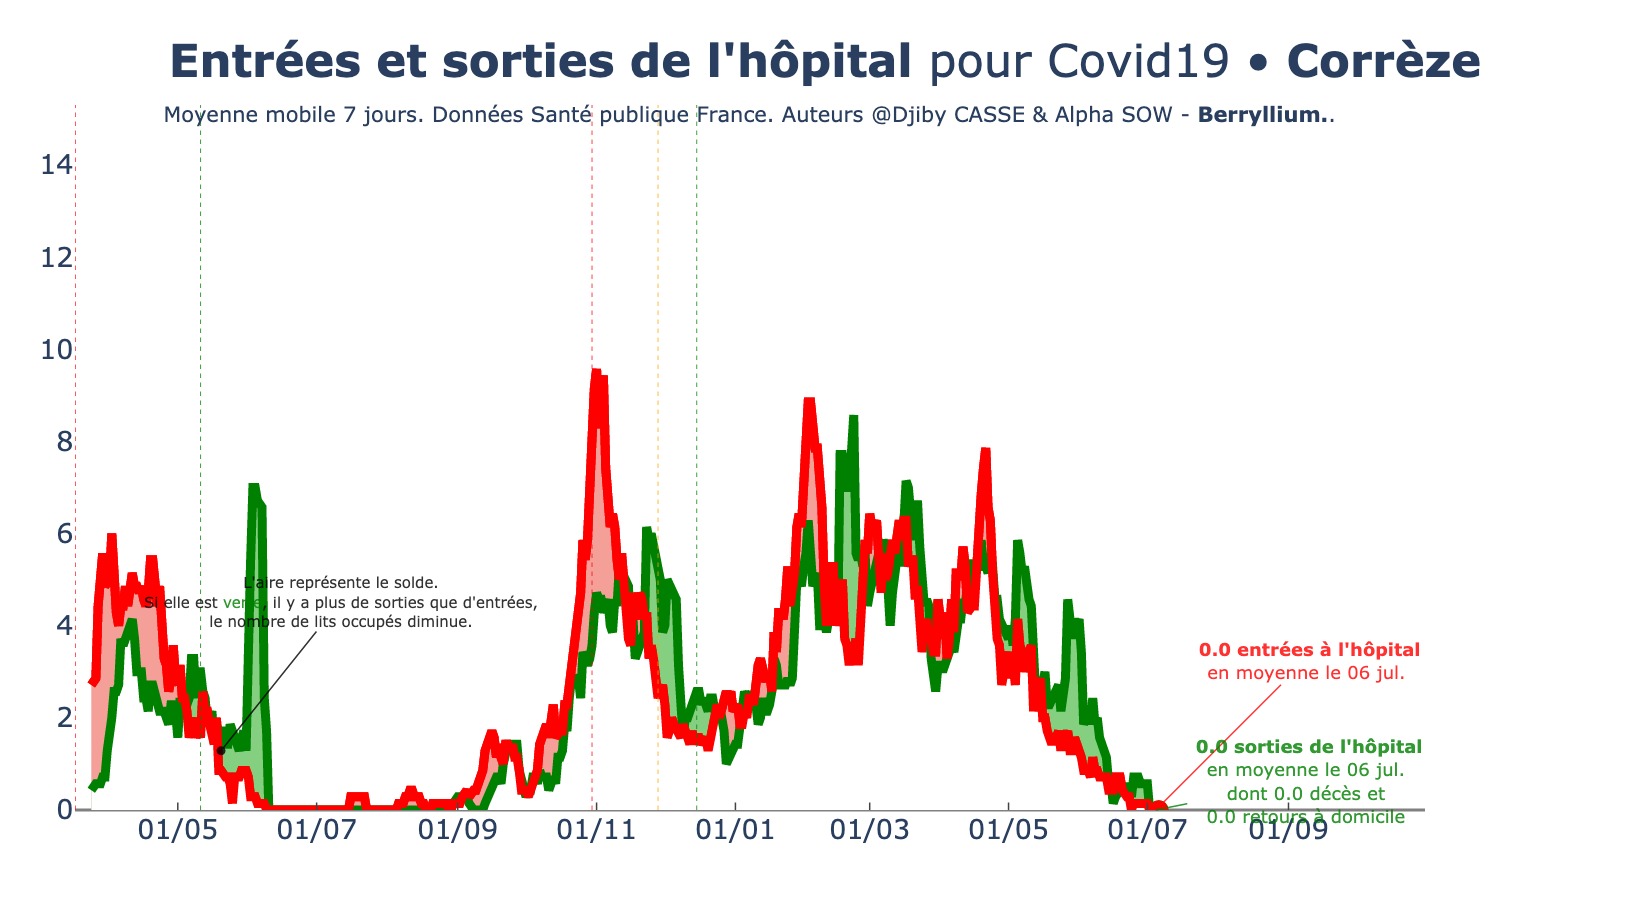 Entrées et sorties de l'hôpital pour Covid19 • Corrèze
Moyenne mobile 7 jours. Données Santé publique France. Auteurs @Djiby CASSE & Alpha SOW - Berryllium..
14
12
10
8
6
4
2
0
L'aire représente le solde.
Si elle est verte, il y a plus de sorties que d'entrées,
le nombre de lits occupés diminue.
0.0 entrées à l'hôpital
en moyenne le 06 jul.
0.0 sorties de l'hôpital
en moyenne le 06 jul.
dont 0.0 décès et
0.0 retours à domicile
01/05 01/07 01/09 01/11 01/01 01/03 01/05 01/07 01/09